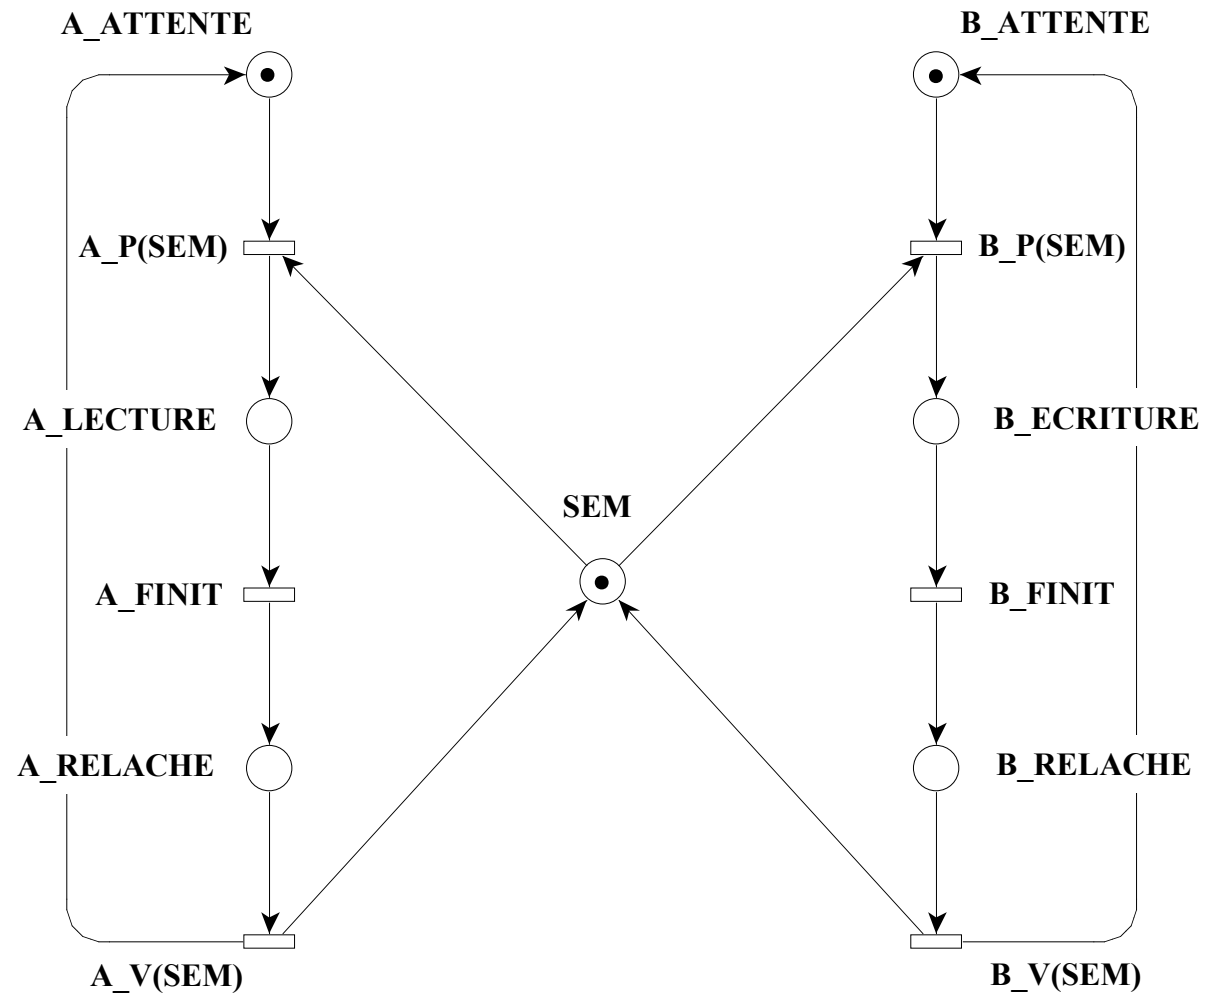 A_ATTENTE
B_ATTENTE
A_P(SEM)
B_P(SEM)
A_LECTURE
B_ECRITURE
SEM
A_FINIT
B_FINIT
A_RELACHE
B_RELACHE
A_V(SEM)
B_V(SEM)